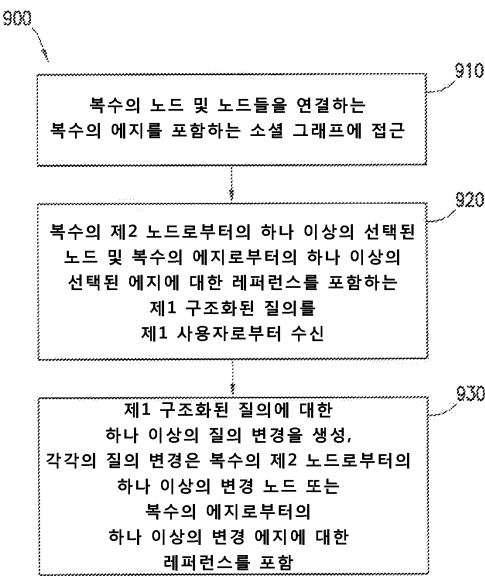 900
910
복수의 노드 및 노드들을 연결하는
복수의 에지를 포함하는 소셜 그래프에 접근
920
복수의 제2 노드로부터의 하나 이상의 선택된
노드 및 복수의 에지로부터의 하나 이상의
선택된 에지에 대한 레퍼런스를 포함하는
제1 구조화된 질의를
제1 사용자로부터 수신
930
제1 구조화된 질의에 대한
하나 이상의 질의 변경을 생성,
각각의 질의 변경은 복수의 제2 노드로부터의
하나 이상의 변경 노드 또는
복수의 에지로부터의
하나 이상의 변경 에지에 대한
레퍼런스를 포함